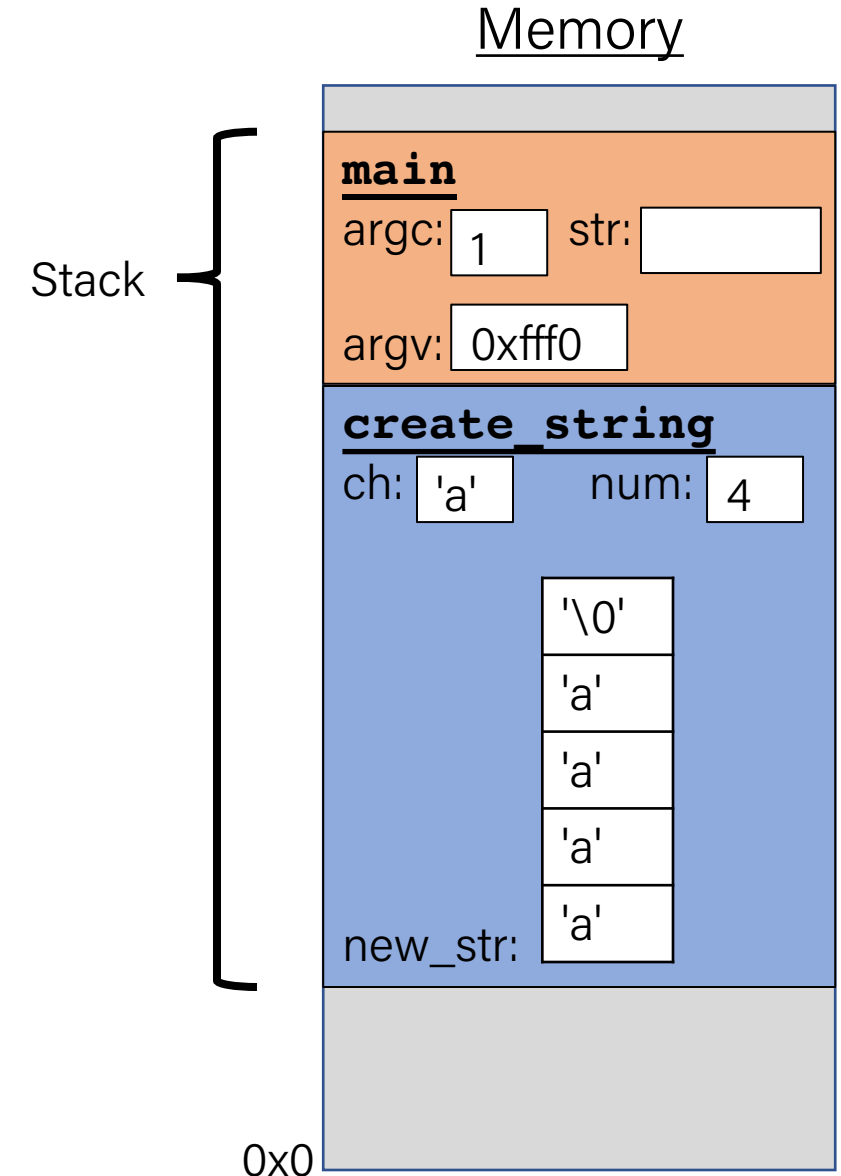 Memory
main
argc: 1 str:
Stack
argv: 0xfff0
create_string
ch: 'a' num: 4
'\0'
'a'
'a'
'a'
'a'
new_str:
0x0